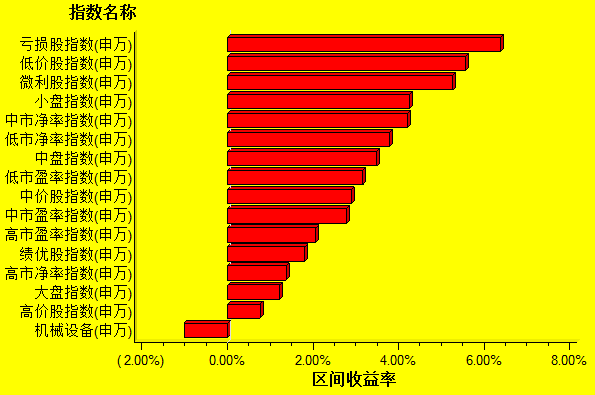 指数名称
亏损股指数(申万)
低价股指数(申万)
微利股指数(申万)
小盘指数(申万)
中市净率指数(申万)
低市净率指数(申万)
中盘指数(申万)
低市盈率指数(申万)
中价股指数(申万)
中市盈率指数(申万)
高市盈率指数(申万)
绩优股指数(申万)
高市净率指数(申万)
大盘指数(申万)
高价股指数(申万)
机械设备(申万)
(2.00%) 0.00% 2.00% 4.00% 6.00% 8.00%
区间收益率